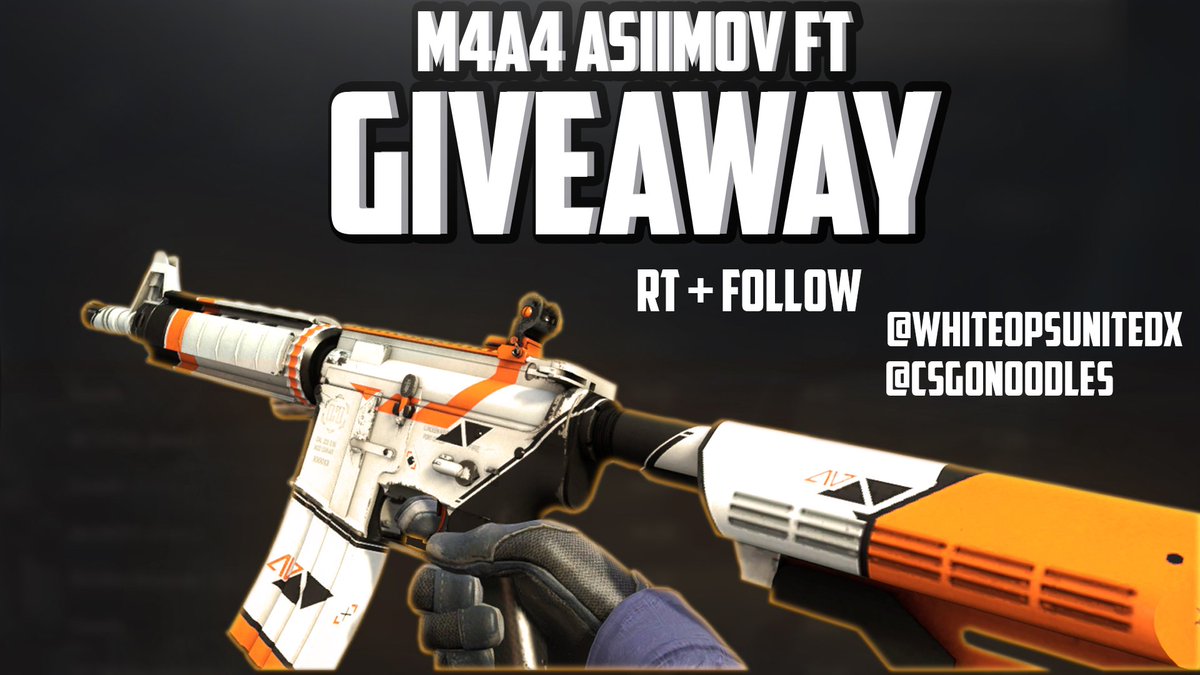 M4A4 ASIIMOV FT
GIVEAWAY
RT + FOLLOW
@WHITEOPSUNITEDX
@CSGONOODLES